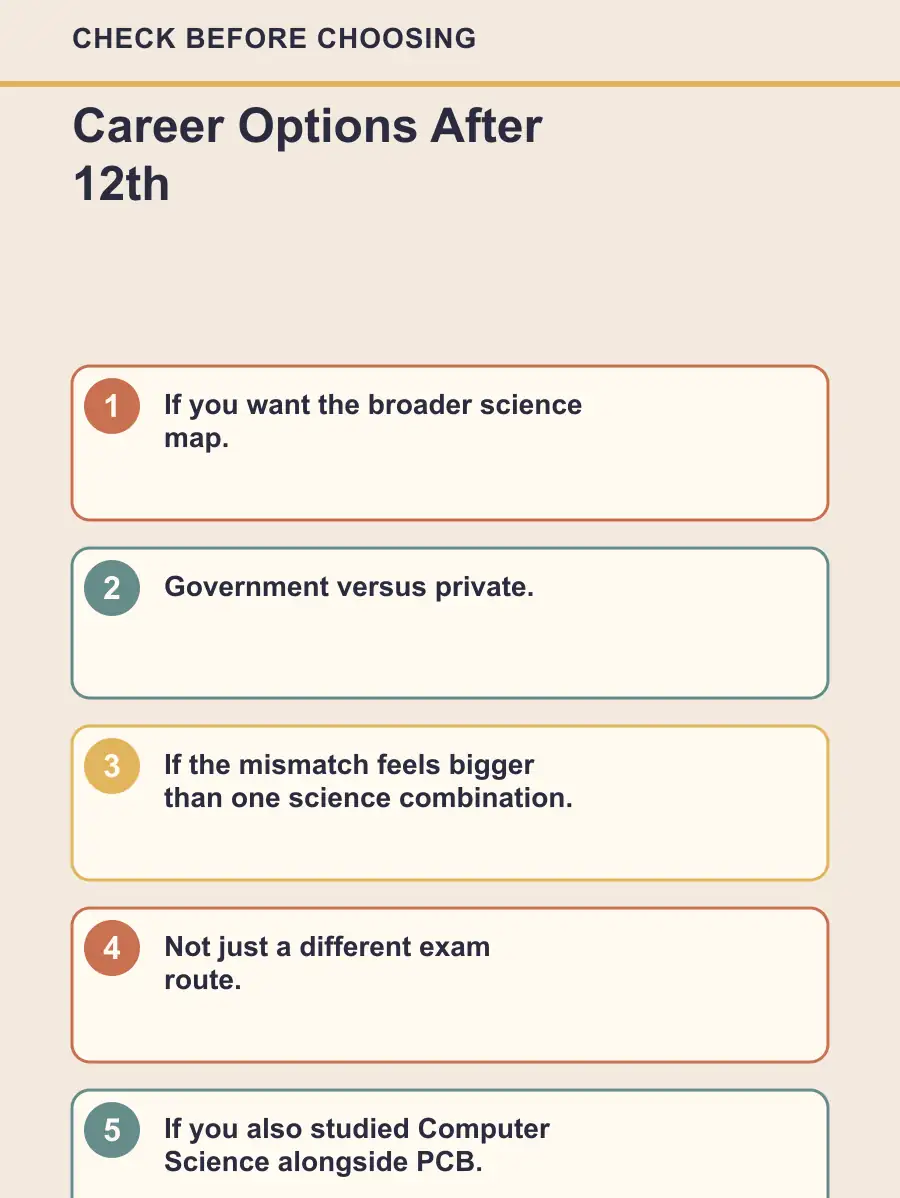 CHECK BEFORE CHOOSING
Career Options After
12th
1
If you want the broader science
map.
2
Government versus private.
3
If the mismatch feels bigger
than one science combination.
4
Not just a different exam
route.
5
If you also studied Computer
Science alongside PCB.